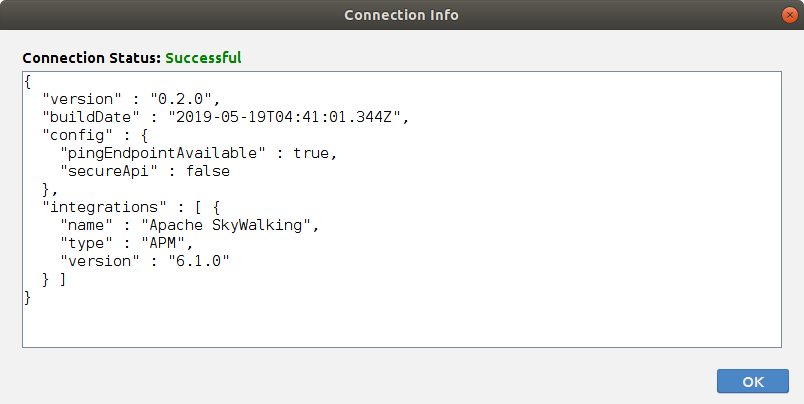 Connection Info
Connection Status: Successful
{
  "version" : "0.2.0",
  "buildDate" : "2019-05-19T04:41:01.344Z",
  "config" : {
    "pingEndpointAvailable" : true,
    "secureApi" : false
  },
  "integrations" : [ {
    "name" : "Apache SkyWalking",
    "type" : "APM",
    "version" : "6.1.0"
  } ]
}
OK